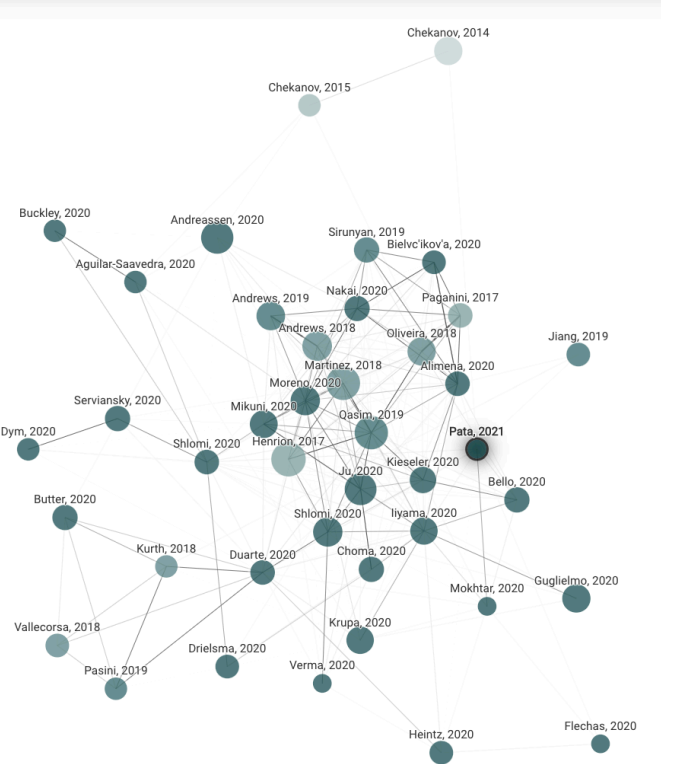 Chekanov, 2014
Chekanov, 2015
Buckley, 2020
Andreassen, 2020
Sirunyan, 2019
Bielvc'ikov'a, 2020
Aguilar-Saavedra, 2020
Nakai, 2020
Andrews, 2019
Paganini, 2017
Andrews, 2018
Oliveira, 2018
Jiang, 2019
Martinez, 2018
Alimena, 2020
Moreno, 2020
Serviansky, 2020
Mikuni, 2020
Qasim, 2019
Dym, 2020
Pata, 2021
Shlomi, 2020
Henrion, 2017
Kieseler, 2020
Ju, 2020
Bello, 2020
Butter, 2020
Shlomi, 2020
Iiyama, 2020
Kurth, 2018
Duarte, 2020
Choma, 2020
Guglielmo, 2020
Mokhtar, 2020
Vallecorsa, 2018
Krupa, 2020
Drielsma, 2020
Verma, 2020
Pasini, 2019
Flechas, 2020
Heintz, 2020